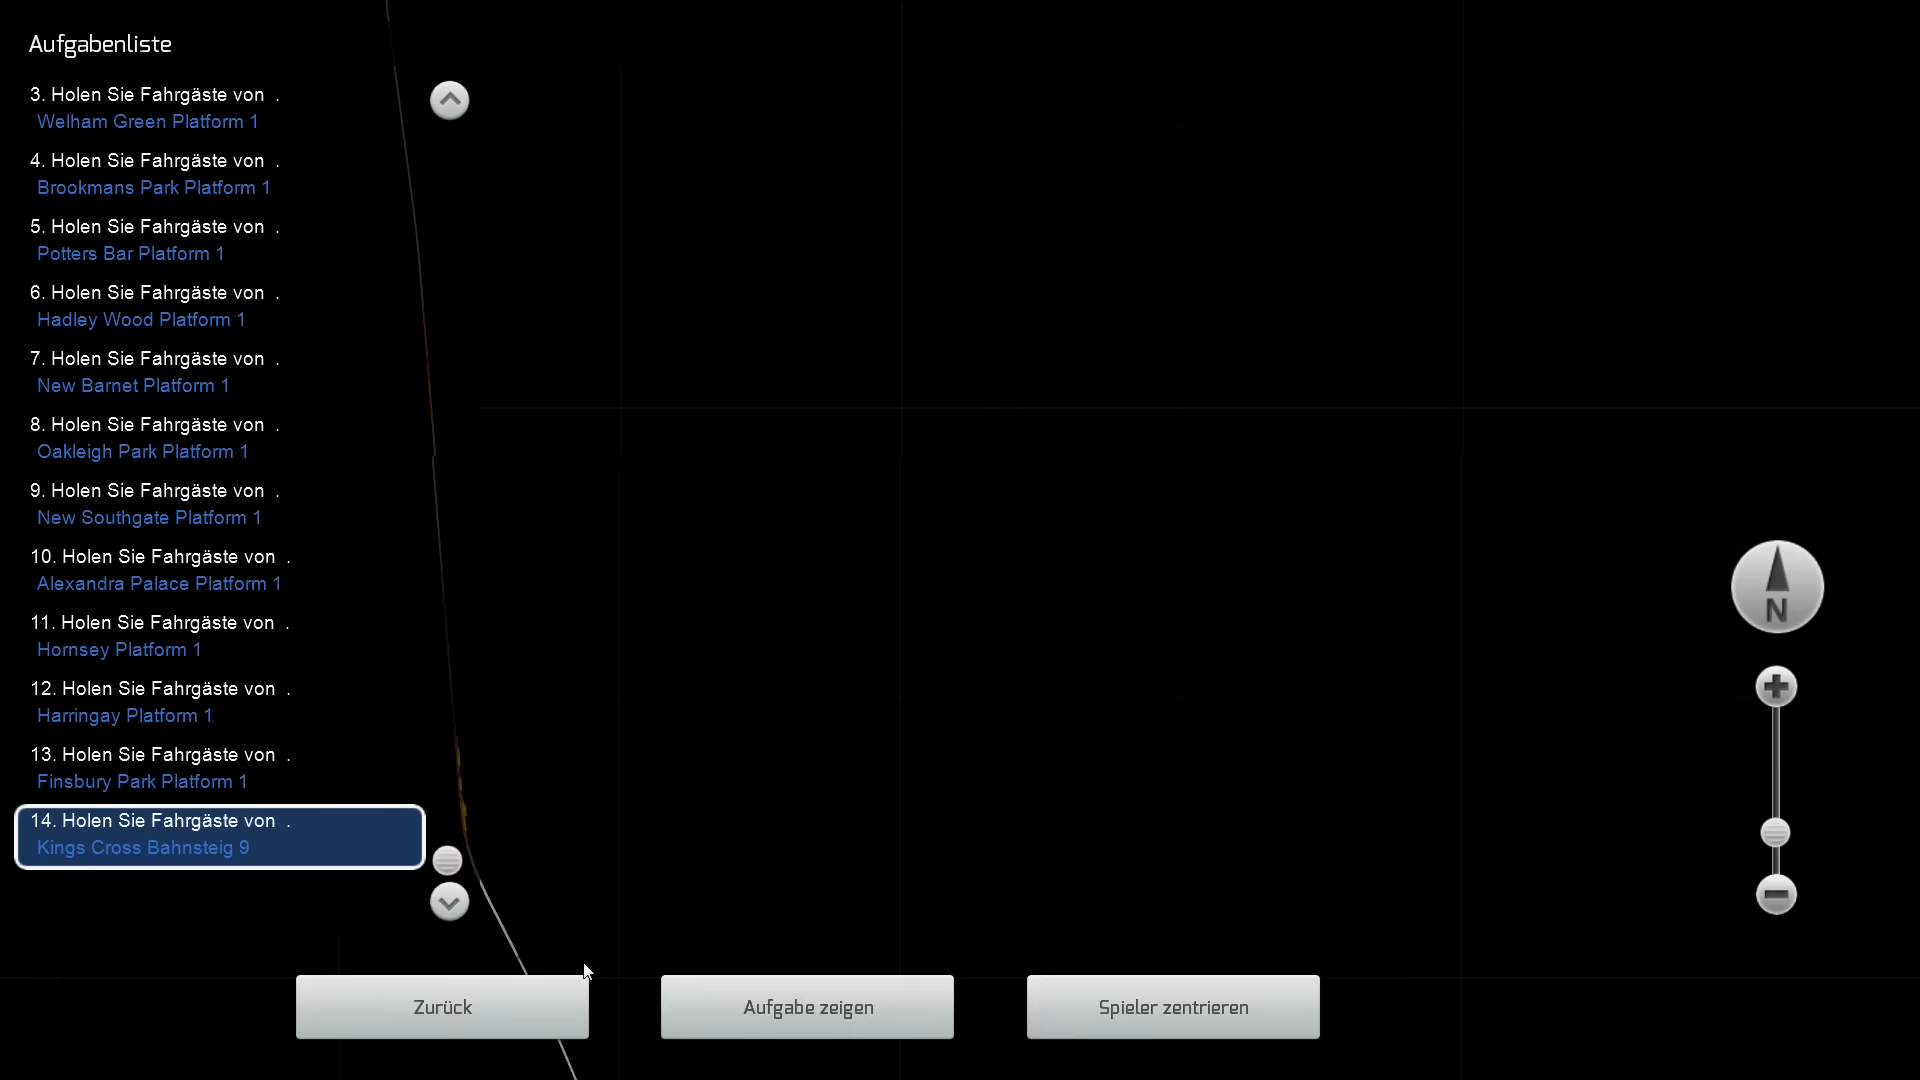 Aufgabenliste
3. Holen Sie Fahrgäste von .
Welham Green Platform 1
4. Holen Sie Fahrgäste von .
Brookmans Park Platform 1
5. Holen Sie Fahrgäste von .
Potters Bar Platform 1
6. Holen Sie Fahrgäste von .
Hadley Wood Platform 1
7. Holen Sie Fahrgäste von .
New Barnet Platform 1
8. Holen Sie Fahrgäste von .
Oakleigh Park Platform 1
9. Holen Sie Fahrgäste von .
New Southgate Platform 1
10. Holen Sie Fahrgäste von .
Alexandra Palace Platform 1
11. Holen Sie Fahrgäste von .
Hornsey Platform 1
12. Holen Sie Fahrgäste von .
Harringay Platform 1
13. Holen Sie Fahrgäste von .
Finsbury Park Platform 1
14. Holen Sie Fahrgäste von .
Kings Cross Bahnsteig 9
N
Zurück
Aufgabe zeigen
Spieler zentrieren